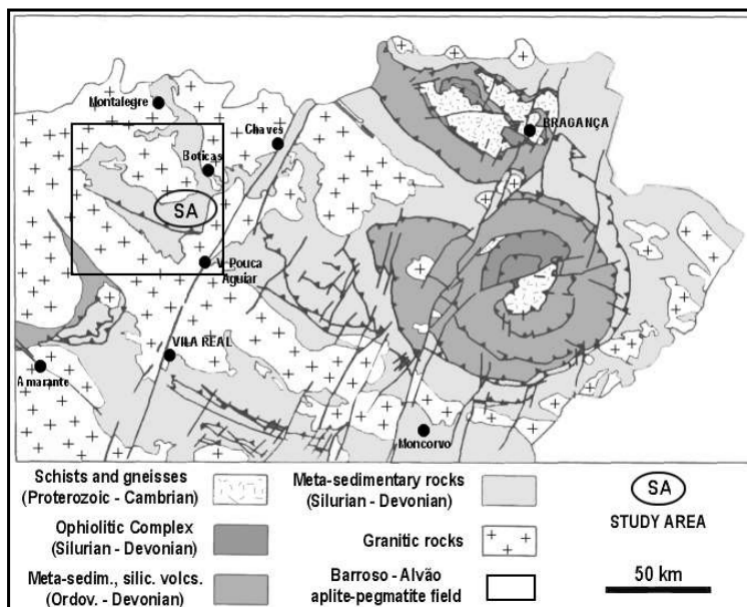 Montalegre
Chaves
BRAGANÇA
Boticas
SA
V. Pouca
Aguiar
VILA REAL
Amarante
Moncorvo
Schists and gneisses
(Proterozoic - Cambrian)
Meta-sedimentary rocks
(Silurian - Devonian)
SA
STUDY AREA
Ophiolitic Complex
(Silurian - Devonian)
Granitic rocks
Meta-sedim., silic. volcs.
(Ordov. - Devonian)
Barroso - Alvão
aplite-pegmatite field
50 km